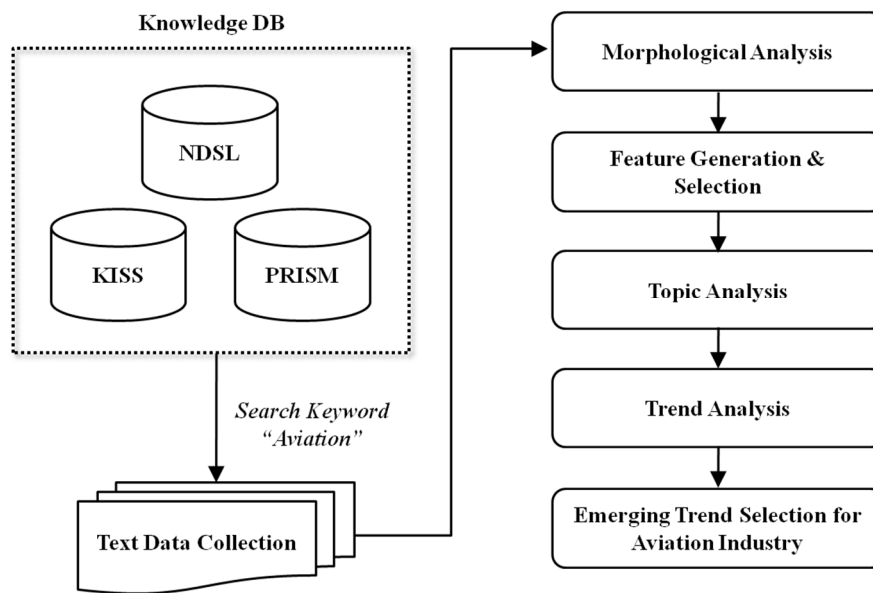 Knowledge DB
NDSL
KISS
PRISM
Search Keyword
“Aviation”
Text Data Collection
Morphological Analysis
Feature Generation &
Selection
Topic Analysis
Trend Analysis
Emerging Trend Selection for
Aviation Industry